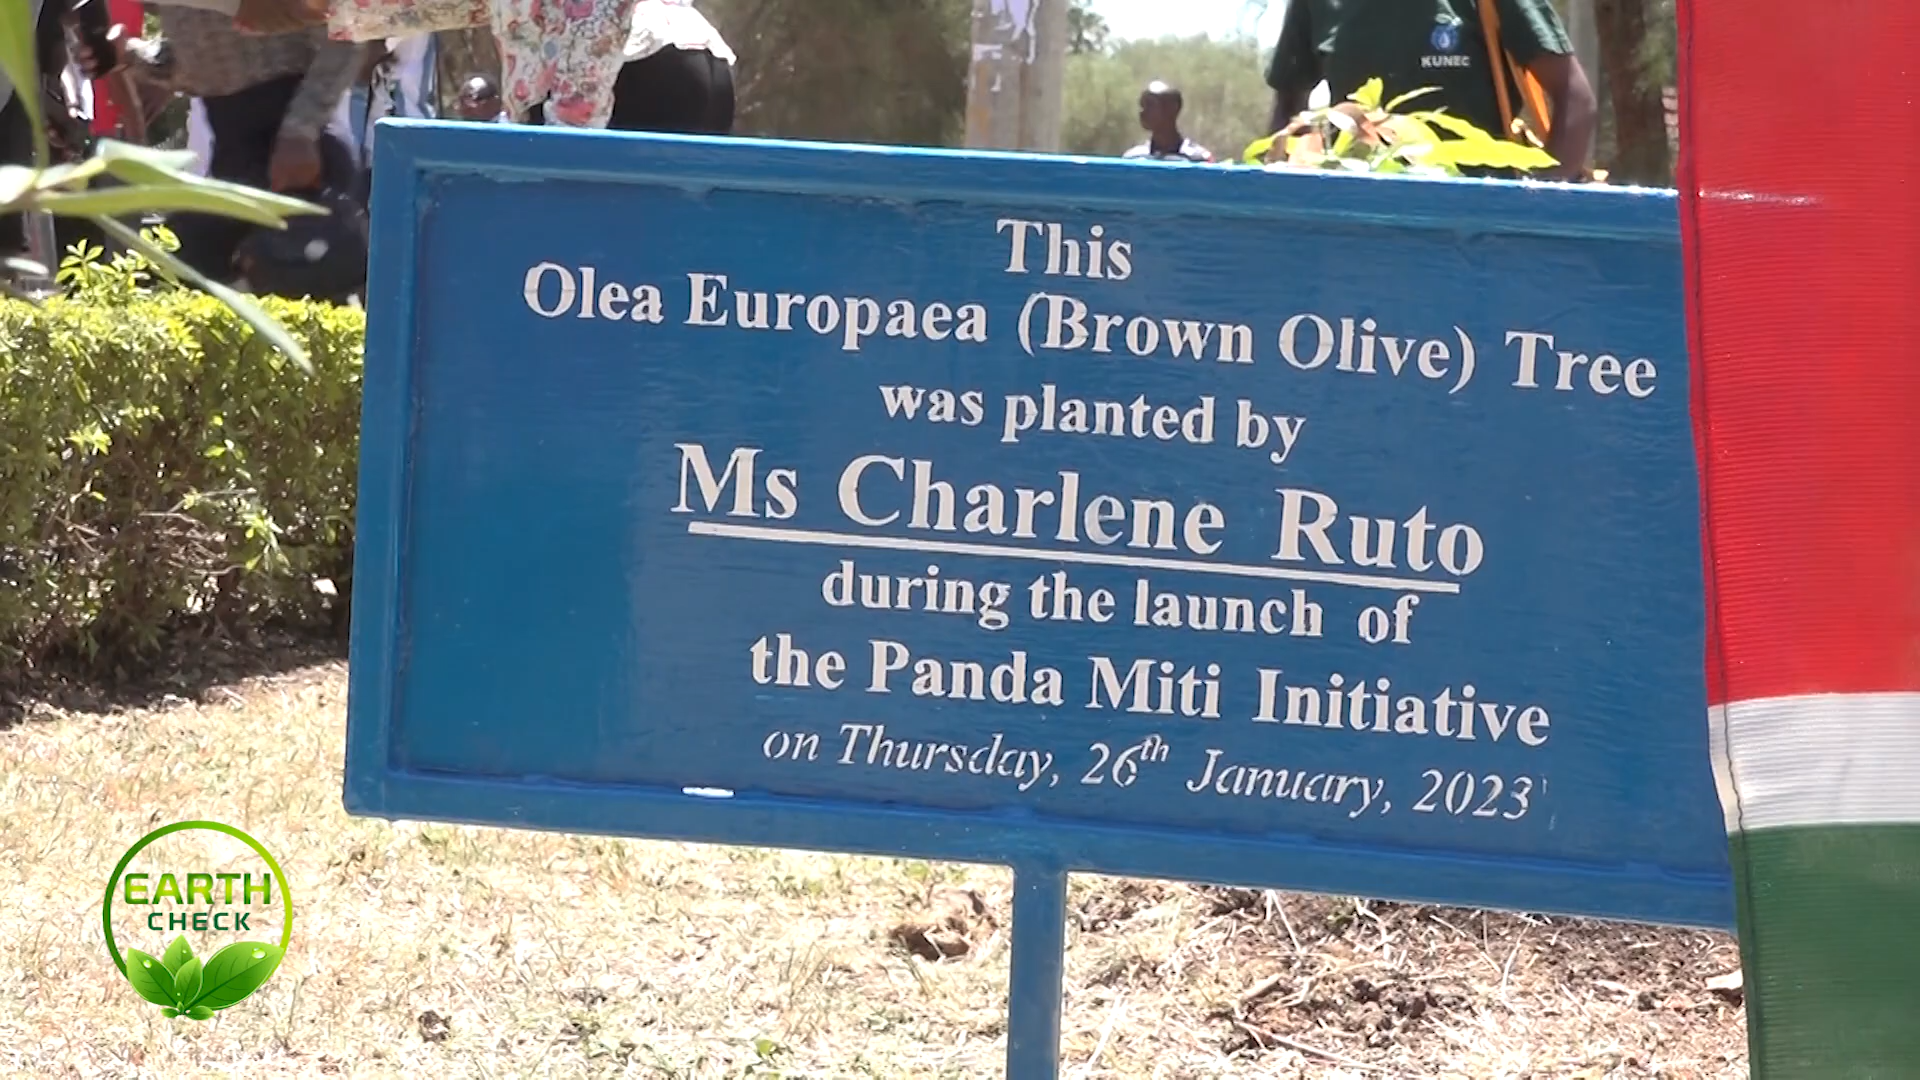 KUNEC
This
Olea Europaea (Brown Olive) Tree
was planted by
Ms Charlene Ruto
during the launch of
the Panda Miti Initiative
on Thursday, 26th January, 2023
EARTH
CHECK